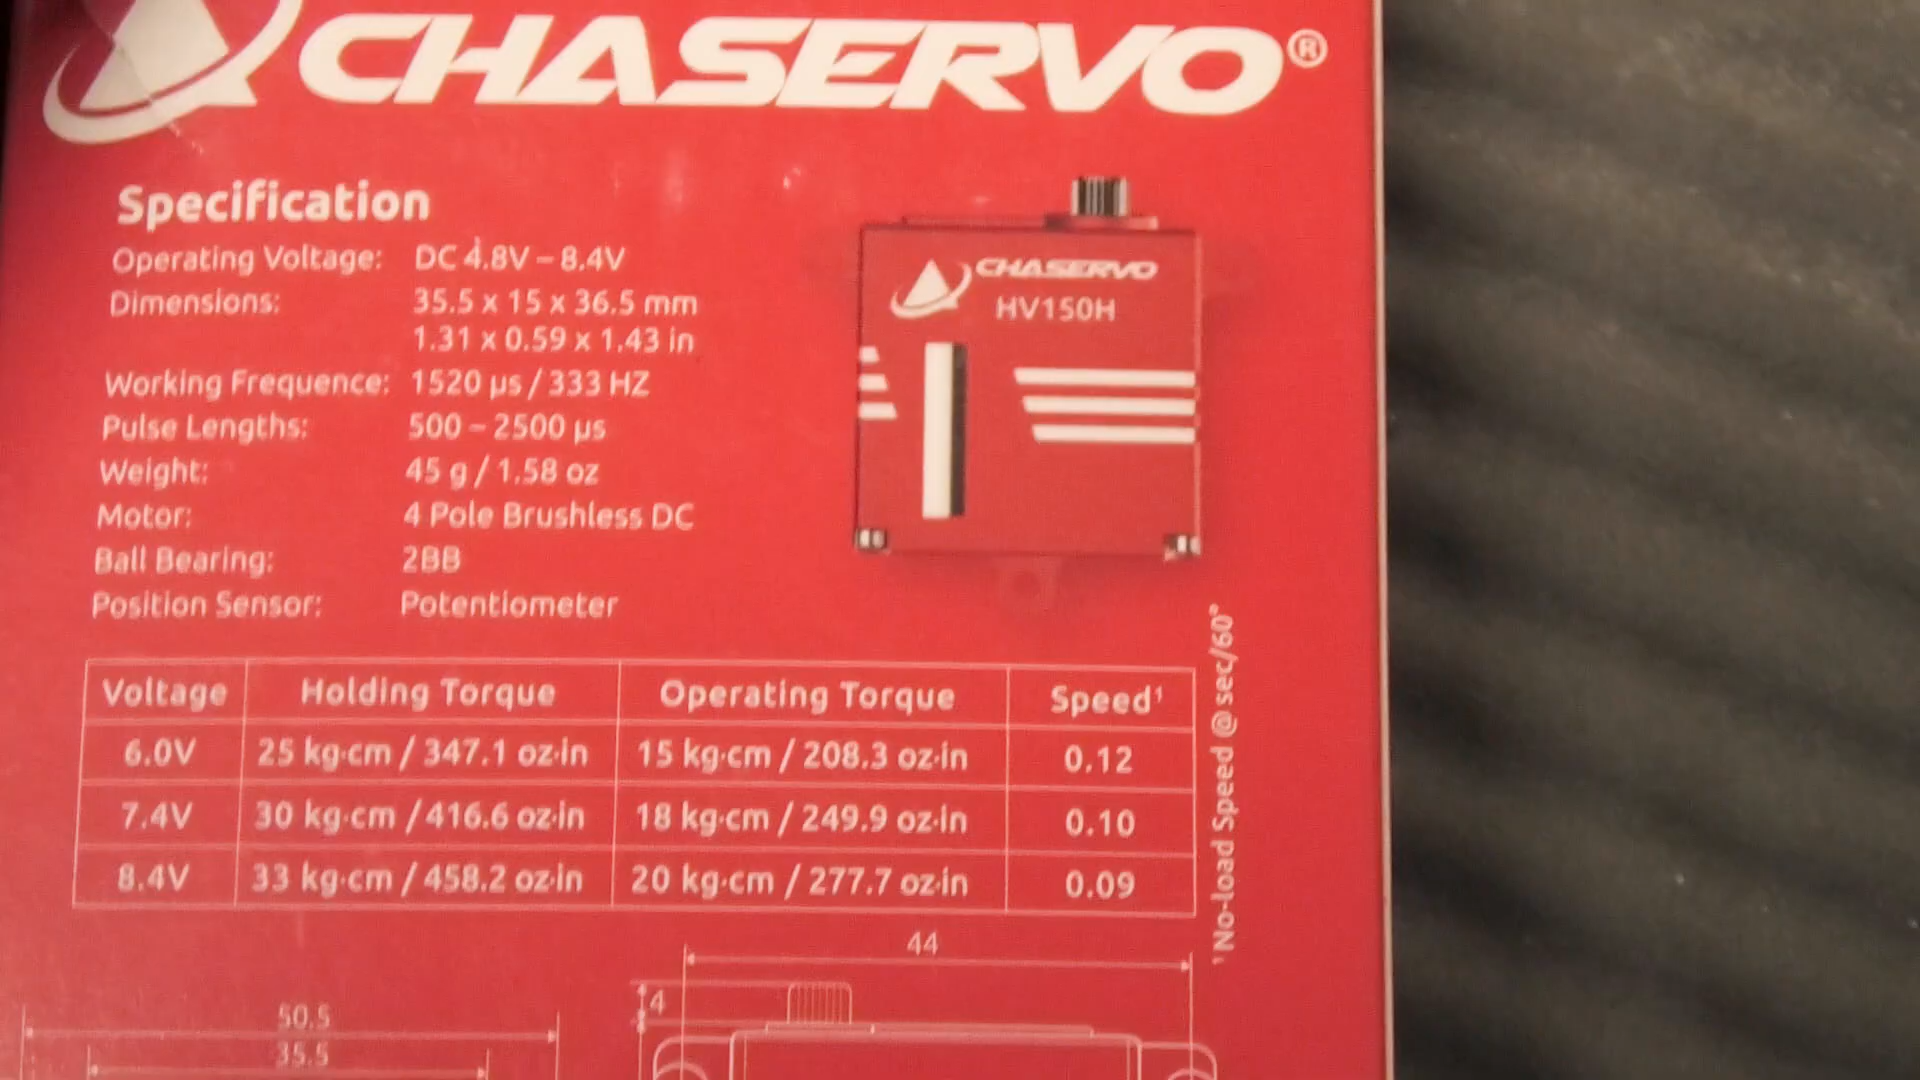 CHASERVO®
Specification
Operating Voltage: DC 4.8V – 8.4V
Dimensions: 35.5 x 15 x 36.5 mm
1.31 x 0.59 x 1.43 in
Working Frequence: 1520 µs / 333 HZ
Pulse Lengths: 500 – 2500 µs
Weight: 45 g / 1.58 oz
Motor: 4 Pole Brushless DC
Ball Bearing: 2BB
Position Sensor: Potentiometer
CHASERVO
HV150H
Voltage Holding Torque Operating Torque Speed¹
6.0V 25 kg·cm / 347.1 oz·in 15 kg·cm / 208.3 oz·in 0.12
7.4V 30 kg·cm / 416.6 oz·in 18 kg·cm / 249.9 oz·in 0.10
8.4V 33 kg·cm / 458.2 oz·in 20 kg·cm / 277.7 oz·in 0.09
¹No-load Speed @ sec/60°
44
4
50.5
35.5